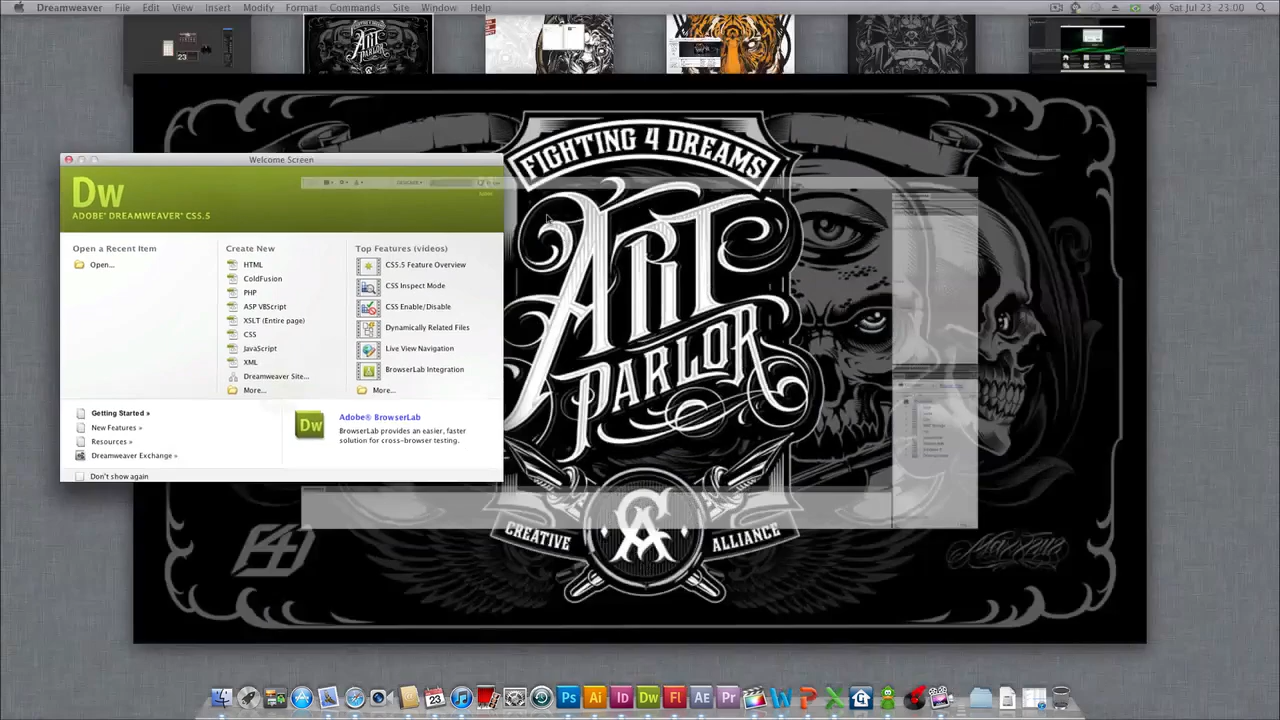 Dreamweaver File Edit View Insert Modify Format Commands Site Window Help
Sat Jul 23 23:00
23
FIGHTING 4 DREAMS
ART
PARLOR
CREATIVE
ALLIANCE
Welcome Screen
Dw
ADOBE® DREAMWEAVER® CS5.5
DESIGNER
Open a Recent Item
Open...
Create New
HTML
ColdFusion
PHP
ASP VBScript
XSLT (Entire page)
CSS
JavaScript
XML
Dreamweaver Site...
More...
Top Features (videos)
CS5.5 Feature Overview
CSS Inspect Mode
CSS Enable/Disable
Dynamically Related Files
Live View Navigation
BrowserLab Integration
More...
Getting Started »
New Features »
Resources »
Dreamweaver Exchange »
Dw
Adobe® BrowserLab
BrowserLab provides an easier, faster
solution for cross-browser testing.
Don't show again
23
Ps Ai Id Dw Fl AE Pr